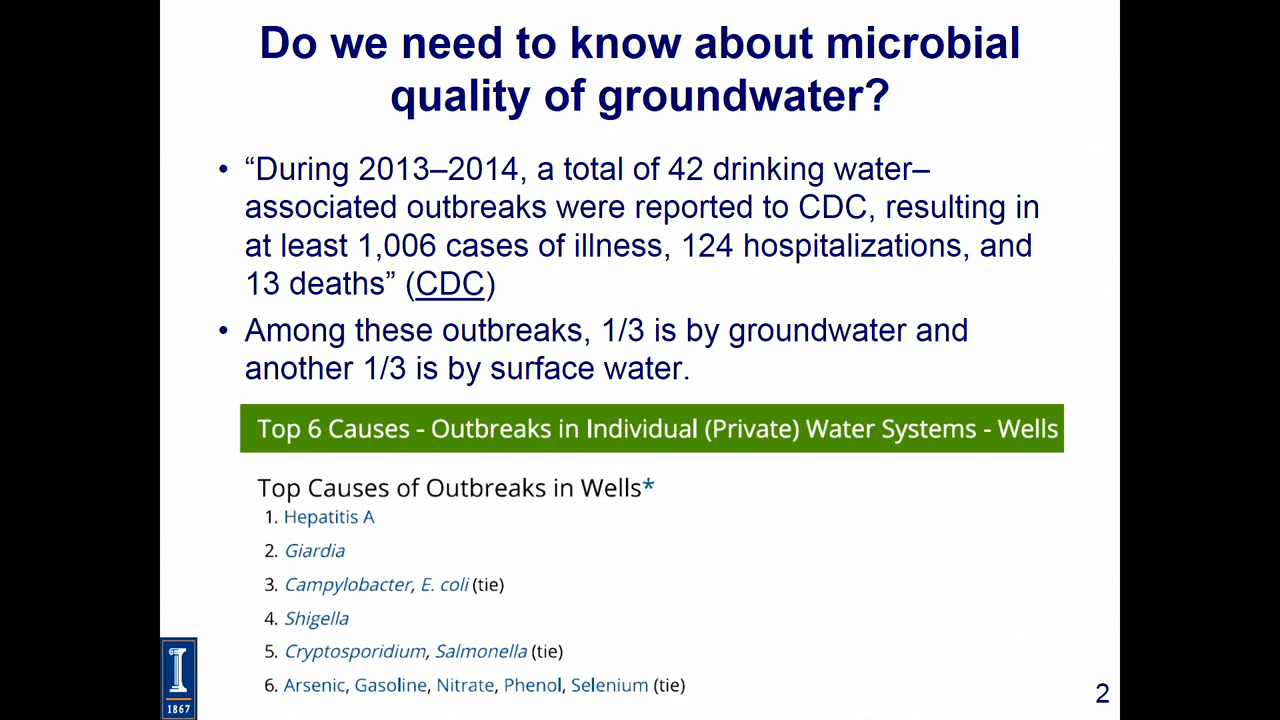 Do we need to know about microbial
quality of groundwater?
• “During 2013–2014, a total of 42 drinking water–
associated outbreaks were reported to CDC, resulting in
at least 1,006 cases of illness, 124 hospitalizations, and
13 deaths” (CDC)
• Among these outbreaks, 1/3 is by groundwater and
another 1/3 is by surface water.
Top 6 Causes - Outbreaks in Individual (Private) Water Systems - Wells
Top Causes of Outbreaks in Wells*
1. Hepatitis A
2. Giardia
3. Campylobacter, E. coli (tie)
4. Shigella
5. Cryptosporidium, Salmonella (tie)
6. Arsenic, Gasoline, Nitrate, Phenol, Selenium (tie)
I
1867
2